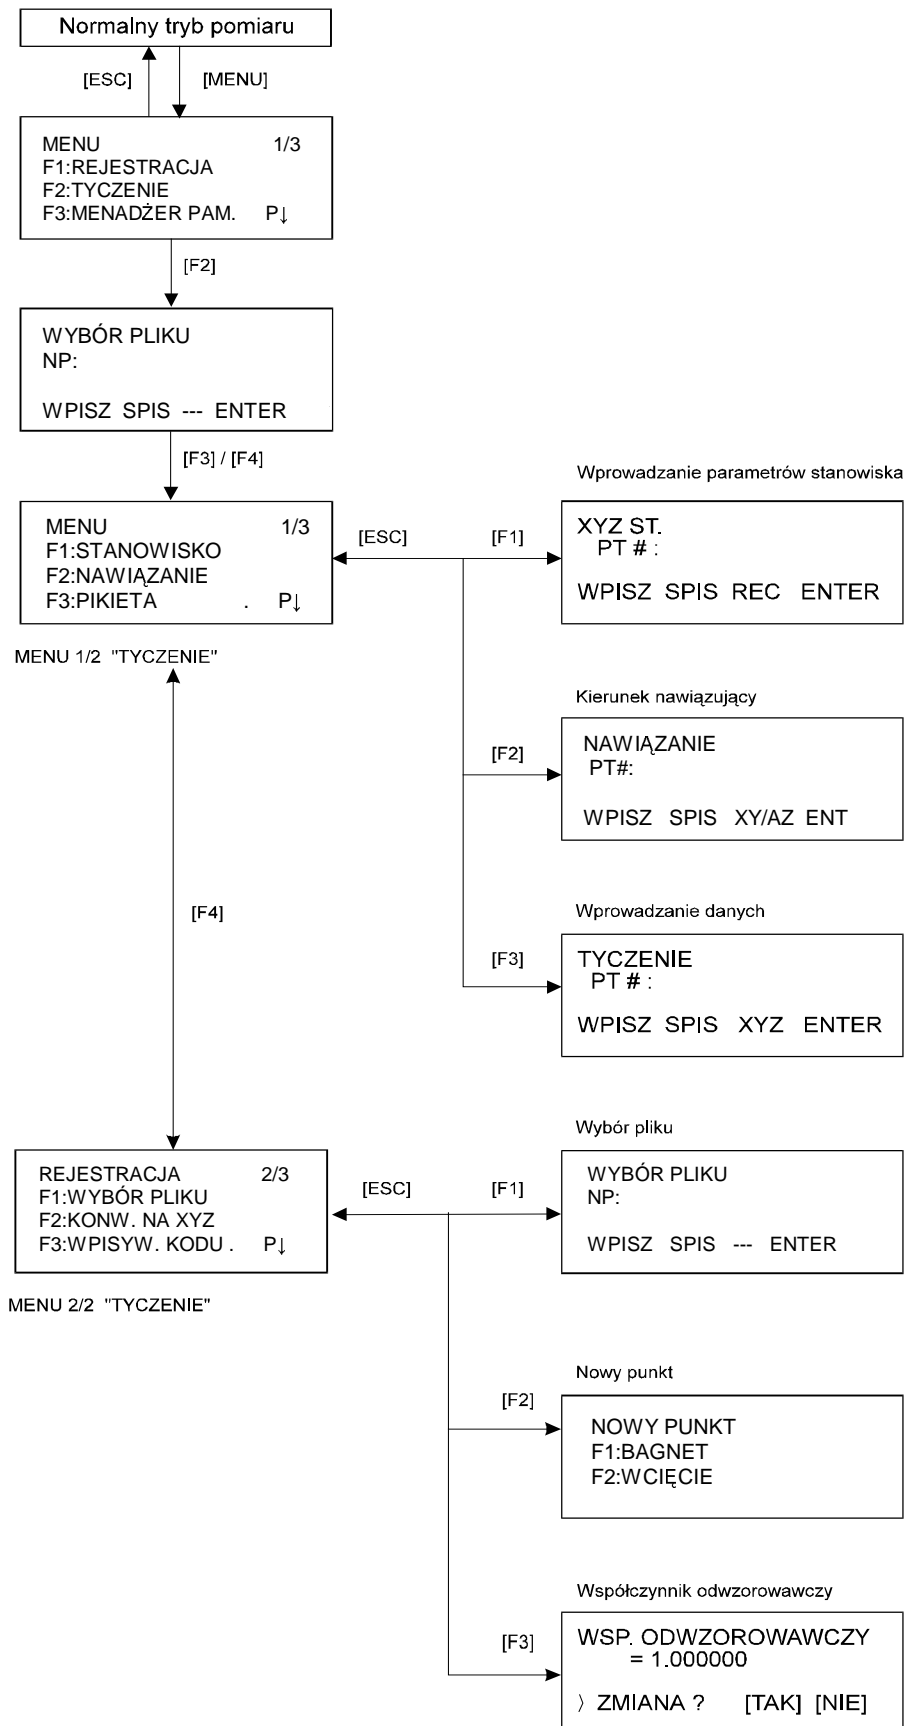 Normalny tryb pomiaru
[ESC] [MENU]
MENU 1/3
F1:REJESTRACJA
F2:TYCZENIE
F3:MENADŻER PAM. P↓
[F2]
WYBÓR PLIKU
NP:
WPISZ SPIS --- ENTER
[F3] / [F4]
MENU 1/3
F1:STANOWISKO
F2:NAWIĄZANIE
F3:PIKIETA . P↓
MENU 1/2 "TYCZENIE"
[ESC] [F1]
Wprowadzanie parametrów stanowiska
XYZ ST.
PT # :
WPISZ SPIS REC ENTER
Kierunek nawiązujący
[F2]
NAWIĄZANIE
PT#:
WPISZ SPIS XY/AZ ENT
[F4]
Wprowadzanie danych
[F3]
TYCZENIE
PT # :
WPISZ SPIS XYZ ENTER
REJESTRACJA 2/3
F1:WYBÓR PLIKU
F2:KONW. NA XYZ
F3:WPISYW. KODU . P↓
MENU 2/2 "TYCZENIE"
[ESC] [F1]
Wybór pliku
WYBÓR PLIKU
NP:
WPISZ SPIS --- ENTER
Nowy punkt
[F2]
NOWY PUNKT
F1:BAGNET
F2:WCIĘCIE
Współczynnik odwzorowawczy
[F3]
WSP. ODWZOROWAWCZY
= 1.000000
〉 ZMIANA ? [TAK] [NIE]